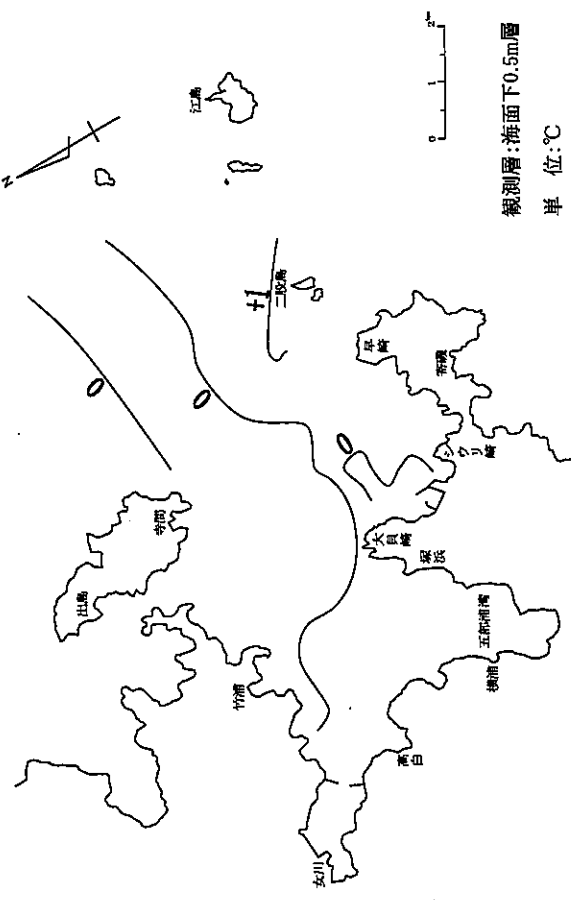 N
江島
0 1 2km
観測層:海面下0.5m層
単 位:℃
0
0
+1
二股島
0
早崎
寄磯
シウリ崎
寺間
出島
大貝崎
塚浜
竹浦
五部浦湾
横浦
高白
女川